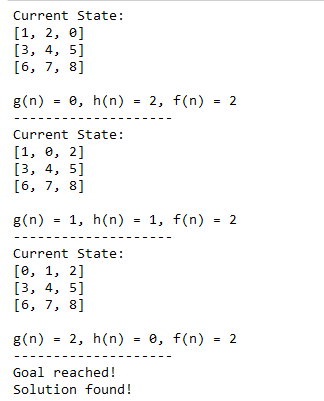 Current State:
[1, 2, 0]
[3, 4, 5]
[6, 7, 8]
g(n) = 0, h(n) = 2, f(n) = 2
--------------------
Current State:
[1, 0, 2]
[3, 4, 5]
[6, 7, 8]
g(n) = 1, h(n) = 1, f(n) = 2
--------------------
Current State:
[0, 1, 2]
[3, 4, 5]
[6, 7, 8]
g(n) = 2, h(n) = 0, f(n) = 2
--------------------
Goal reached!
Solution found!